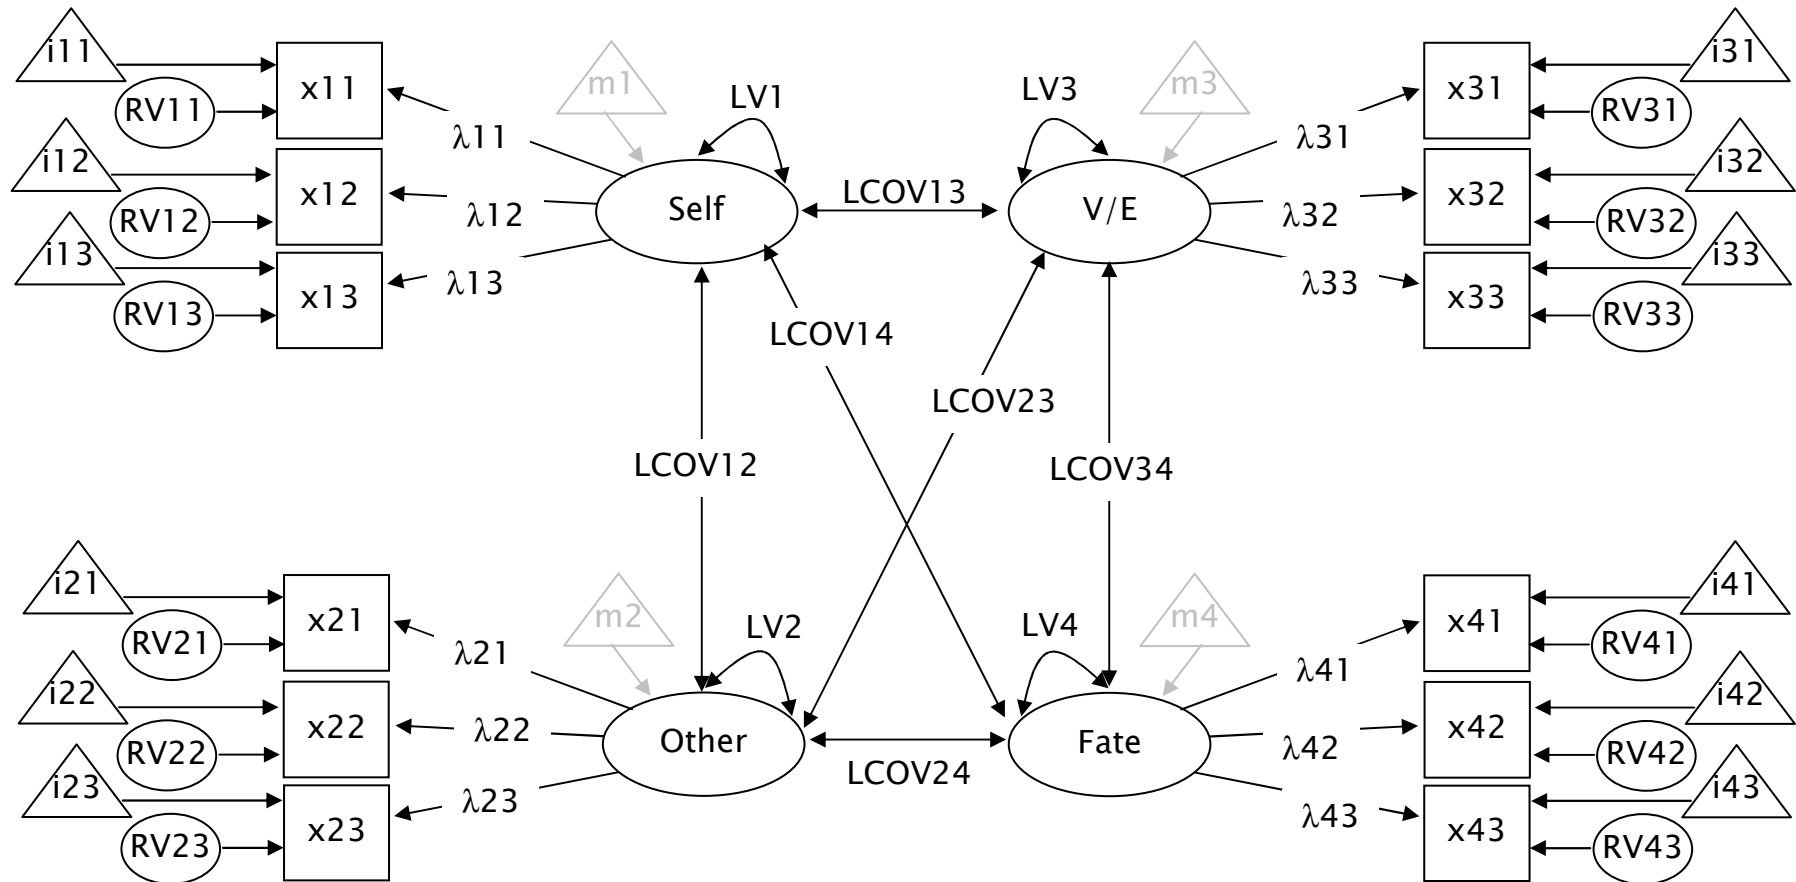 i11
x11
RV11
λ11
i12
x12
RV12
λ12
i13
x13
RV13
λ13
m1
LV1
Self
LCOV13
LV3
m3
V/E
λ31
x31
i31
RV31
λ32
x32
i32
RV32
λ33
x33
i33
RV33
LCOV14
LCOV23
LCOV12
LCOV34
i21
x21
RV21
λ21
i22
x22
RV22
λ22
i23
x23
RV23
λ23
m2
LV2
Other
LCOV24
LV4
m4
Fate
λ41
x41
i41
RV41
λ42
x42
i42
RV42
λ43
x43
i43
RV43